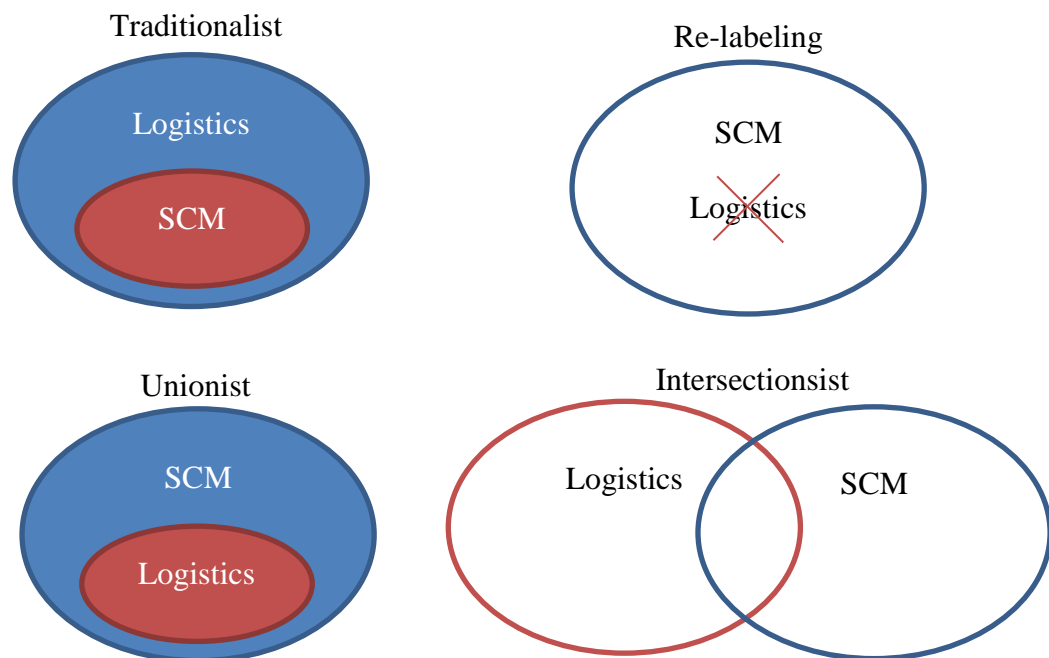 Traditionalist
Logistics
SCM
Re-labeling
SCM
Logistics
Unionist
SCM
Logistics
Intersectionsist
Logistics
SCM